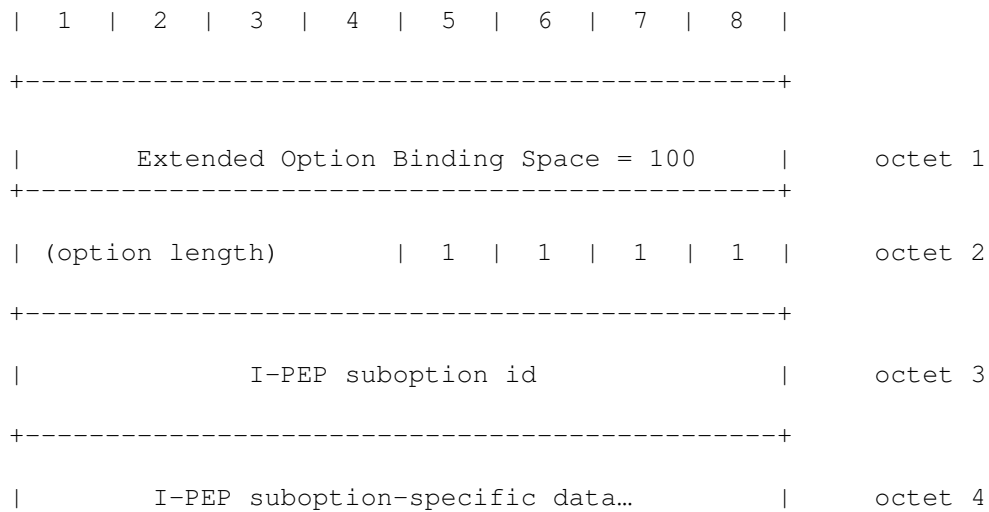 |  1  |  2  |  3  |  4  |  5  |  6  |  7  |  8  |
+-----------------------------------------------+
|       Extended Option Binding Space = 100     |     octet 1
+-----------------------------------------------+
| (option length)       |  1  |  1  |  1  |  1  |     octet 2
+-----------------------------------------------+
|              I-PEP suboption id               |     octet 3
+-----------------------------------------------+
|        I-PEP suboption-specific data…         |     octet 4